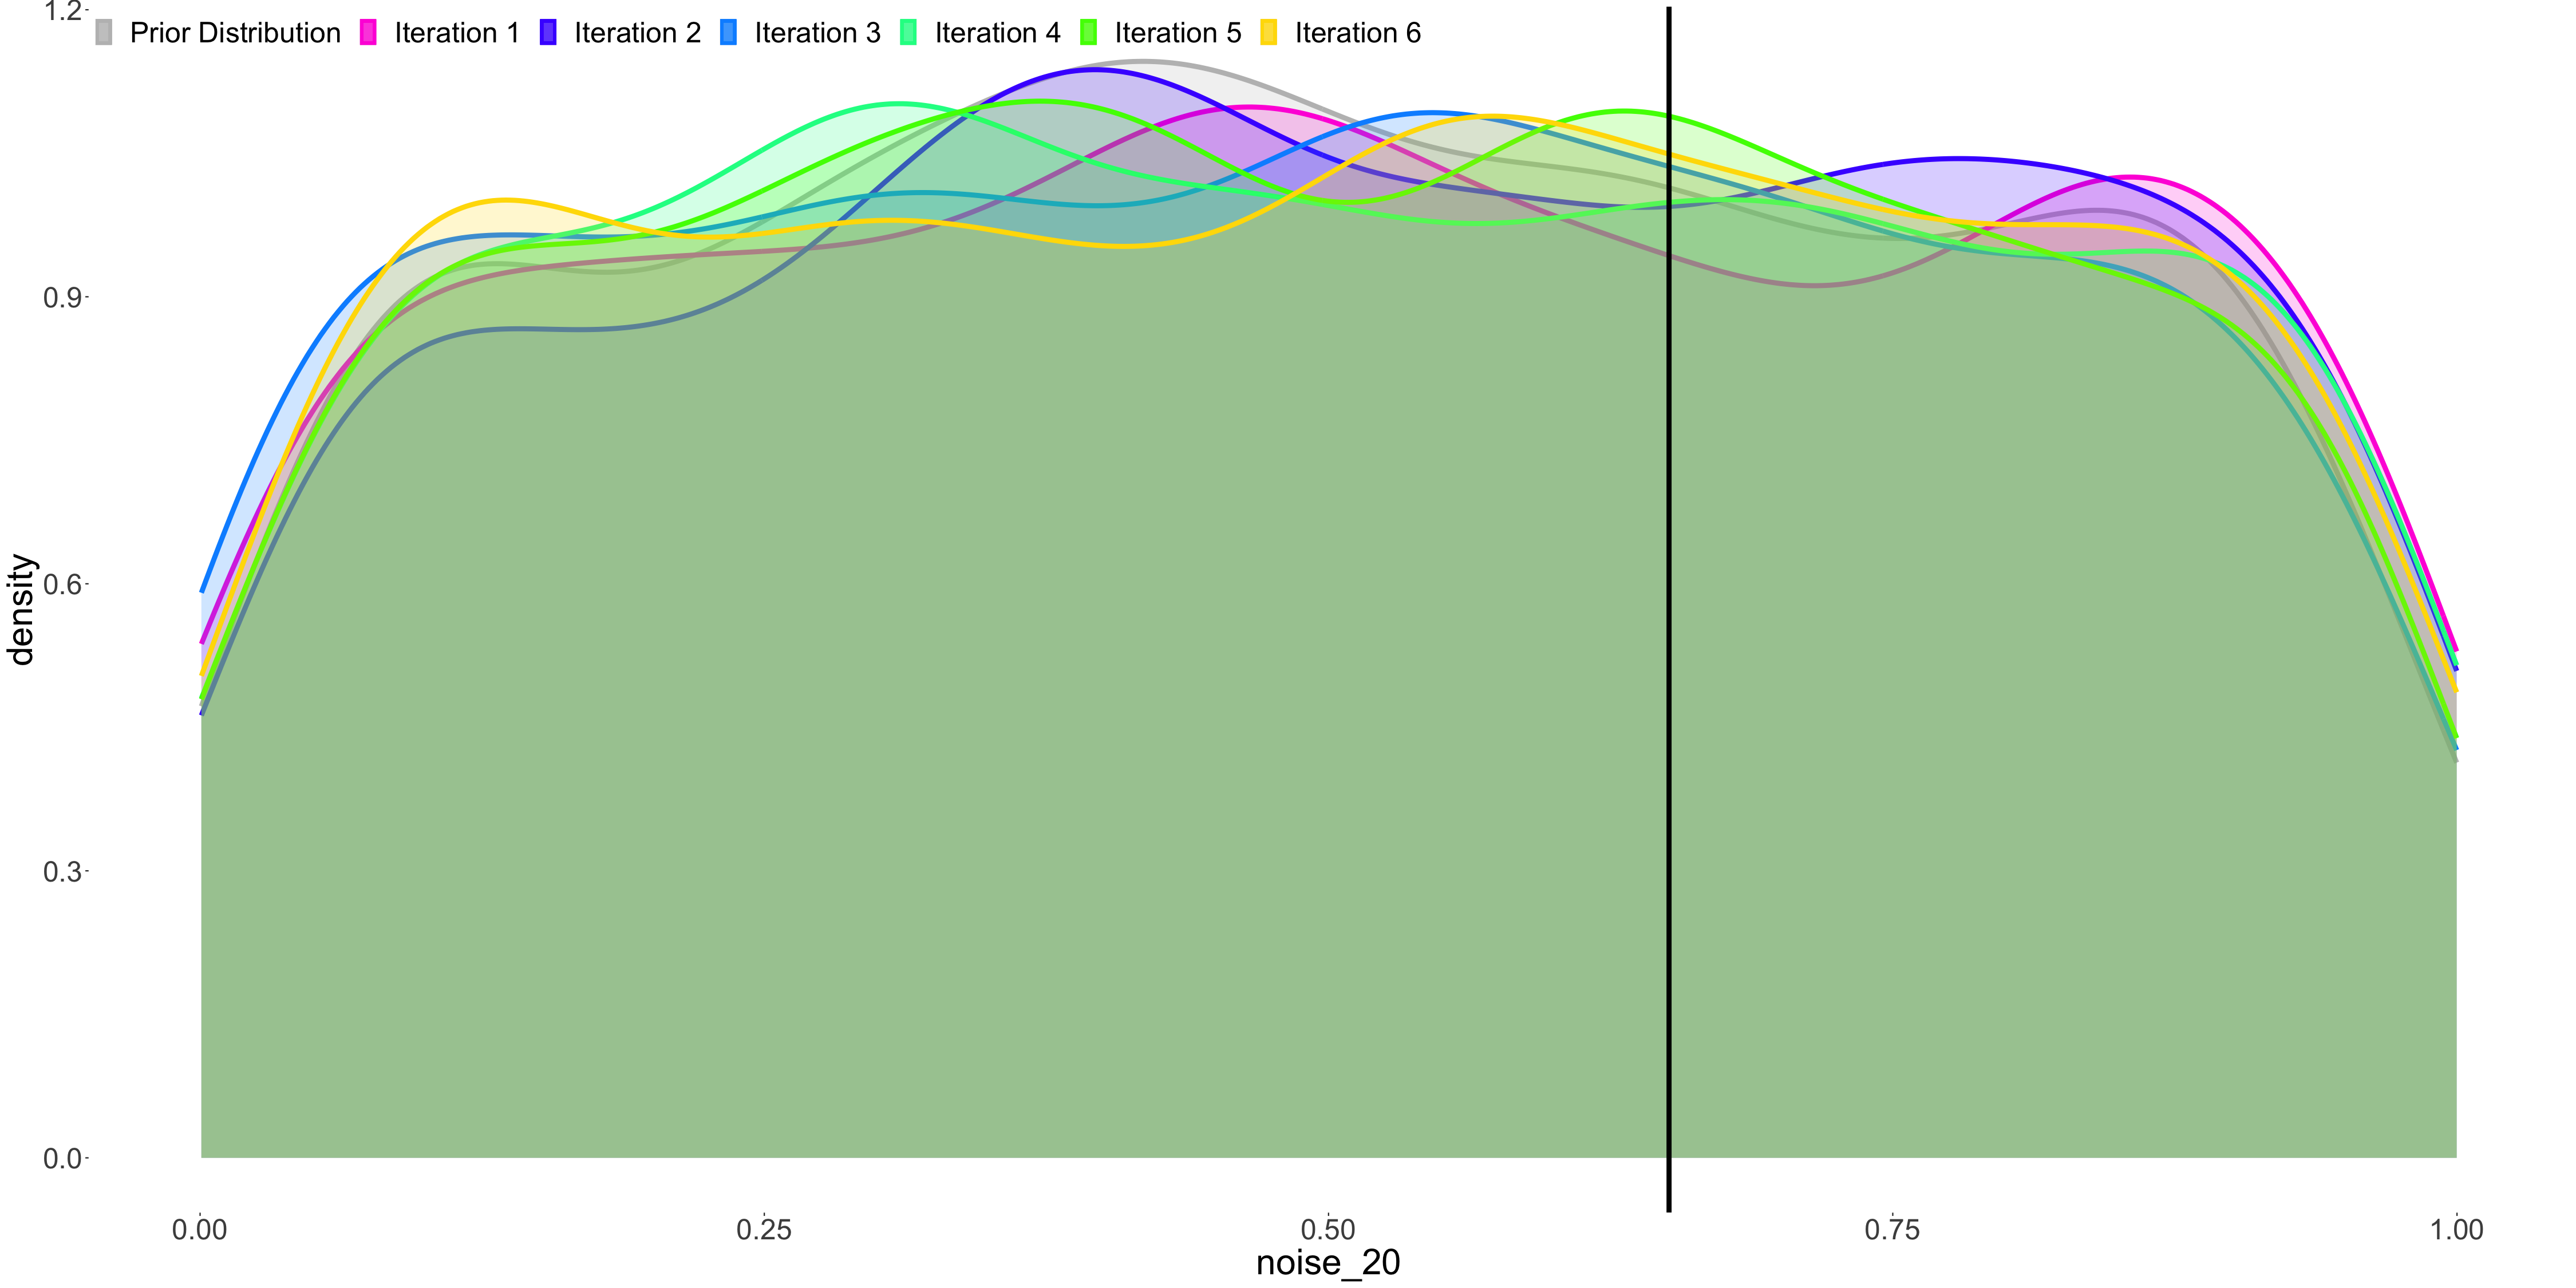 1.2
Prior Distribution Iteration 1 Iteration 2 Iteration 3 Iteration 4 Iteration 5 Iteration 6
0.9
density
0.6
0.3
0.0
0.00 0.25 0.50 0.75 1.00
noise_20